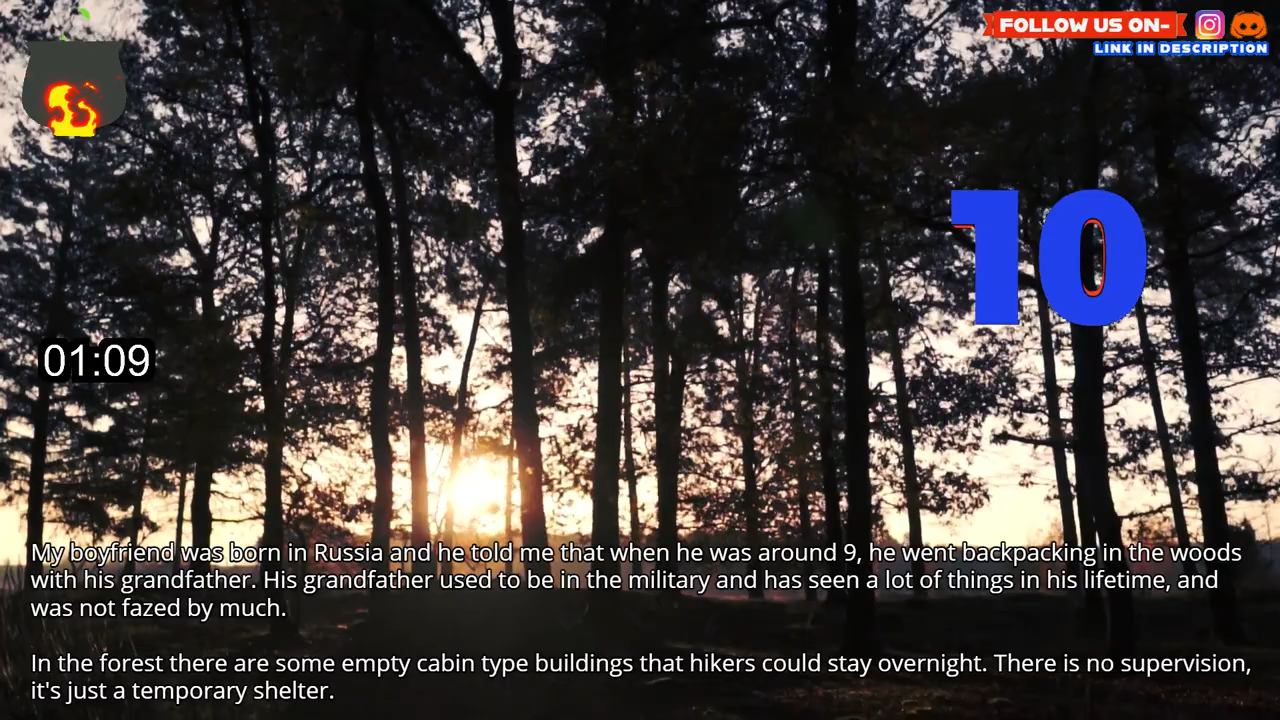 FOLLOW US ON-
LINK IN DESCRIPTION
10
01:09
My boyfriend was born in Russia and he told me that when he was around 9, he went backpacking in the woods
with his grandfather. His grandfather used to be in the military and has seen a lot of things in his lifetime, and
was not fazed by much.
In the forest there are some empty cabin type buildings that hikers could stay overnight. There is no supervision,
it's just a temporary shelter.